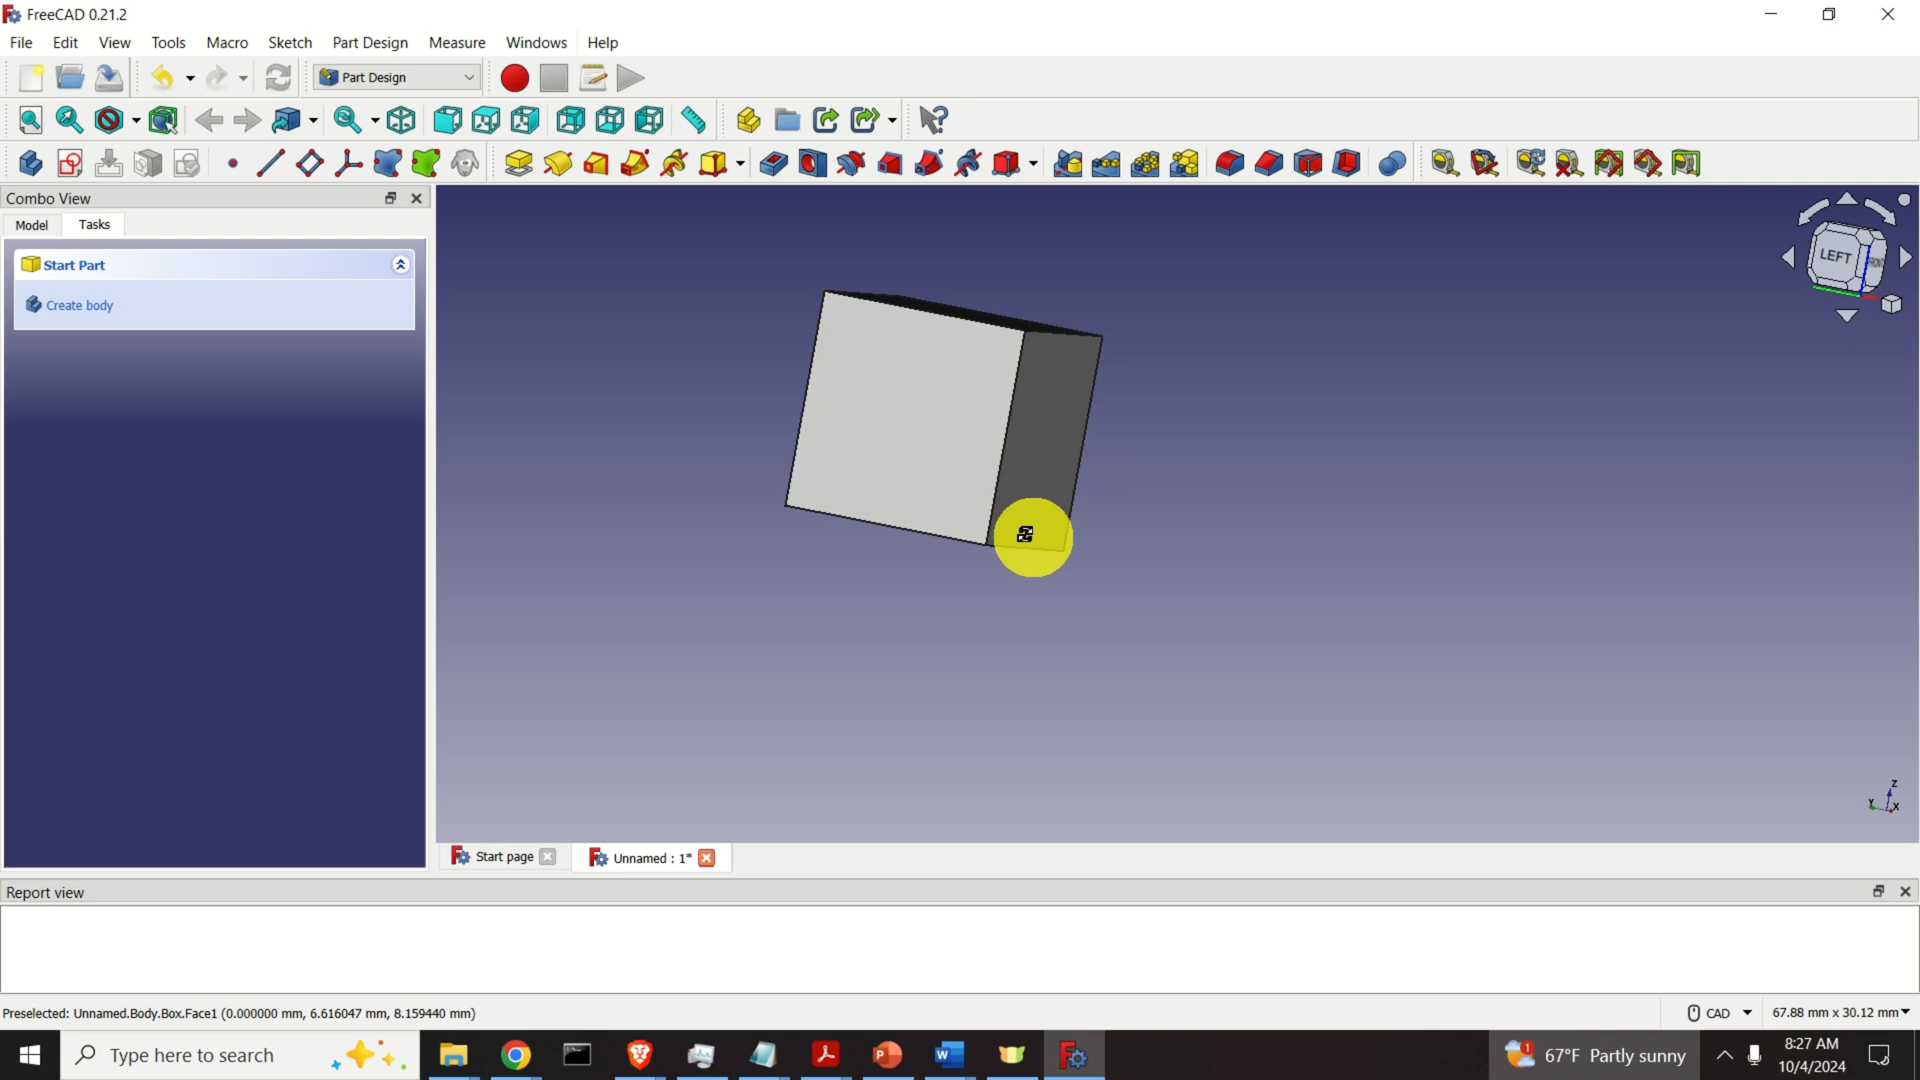 FreeCAD 0.21.2
File Edit View Tools Macro Sketch Part Design Measure Windows Help
Part Design
Combo View
Model Tasks
Start Part
Create body
LEFT FRONT
Z
Y X
Start page Unnamed : 1*
Report view
Preselected: Unnamed.Body.Box.Face1 (0.000000 mm, 6.616047 mm, 8.159440 mm) CAD 67.88 mm x 30.12 mm
Type here to search 67°F Partly sunny 8:27 AM
10/4/2024